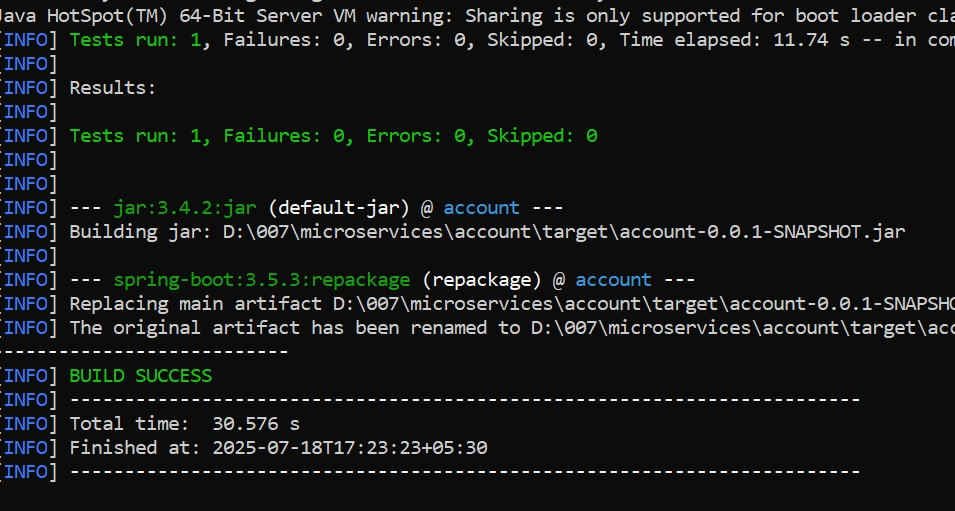 Java HotSpot(TM) 64-Bit Server VM warning: Sharing is only supported for boot loader cla
[INFO] Tests run: 1, Failures: 0, Errors: 0, Skipped: 0, Time elapsed: 11.74 s -- in com
[INFO]
[INFO] Results:
[INFO]
[INFO] Tests run: 1, Failures: 0, Errors: 0, Skipped: 0
[INFO]
[INFO]
[INFO] --- jar:3.4.2:jar (default-jar) @ account ---
[INFO] Building jar: D:\007\microservices\account\target\account-0.0.1-SNAPSHOT.jar
[INFO]
[INFO] --- spring-boot:3.5.3:repackage (repackage) @ account ---
[INFO] Replacing main artifact D:\007\microservices\account\target\account-0.0.1-SNAPSHO
[INFO] The original artifact has been renamed to D:\007\microservices\account\target\acc
---------------------------
[INFO] BUILD SUCCESS
[INFO] ------------------------------------------------------------------------
[INFO] Total time:  30.576 s
[INFO] Finished at: 2025-07-18T17:23:23+05:30
[INFO] ------------------------------------------------------------------------